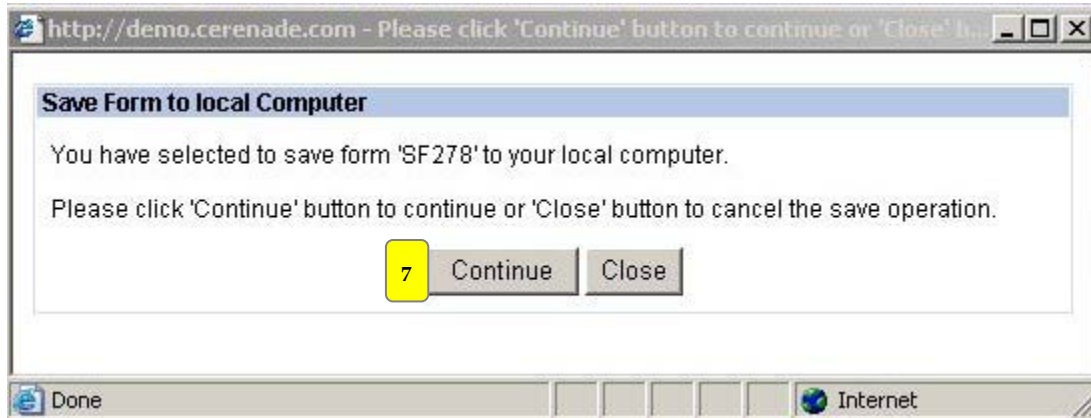 http://demo.cerenade.com - Please click 'Continue' button to continue or 'Close' b...
Save Form to local Computer
You have selected to save form 'SF278' to your local computer.
Please click 'Continue' button to continue or 'Close' button to cancel the save operation.
7 Continue Close
Done Internet